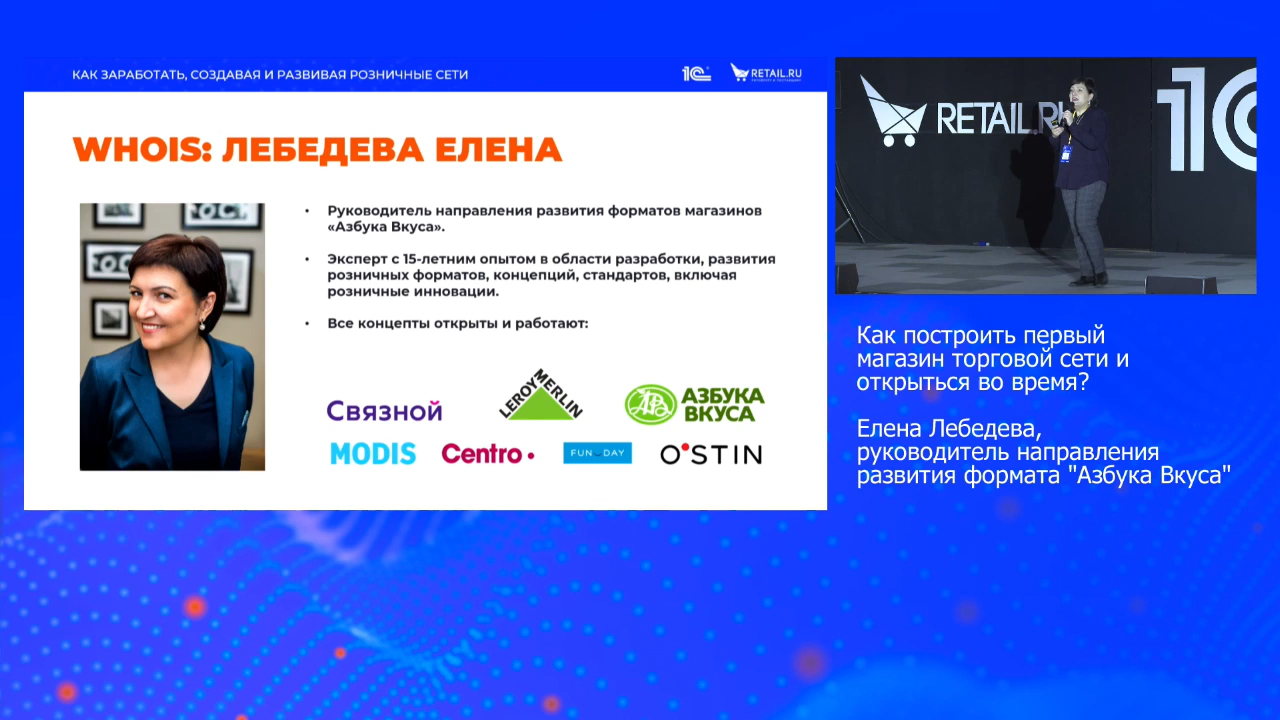 КАК ЗАРАБОТАТЬ, СОЗДАВАЯ И РАЗВИВАЯ РОЗНИЧНЫЕ СЕТИ
1С
RETAIL.RU
WHOIS: ЛЕБЕДЕВА ЕЛЕНА
• Руководитель направления развития форматов магазинов
«Азбука Вкуса».
• Эксперт с 15-летним опытом в области разработки, развития
розничных форматов, концепций, стандартов, включая
розничные инновации.
• Все концепты открыты и работают:
Связной
LEROY MERLIN
АЗБУКА
ВКУСА
MODIS
Centro
FUN DAY
O'STIN
RETAIL.RU
1С
Как построить первый
магазин торговой сети и
открыться во время?
Елена Лебедева,
руководитель направления
развития формата "Азбука Вкуса"